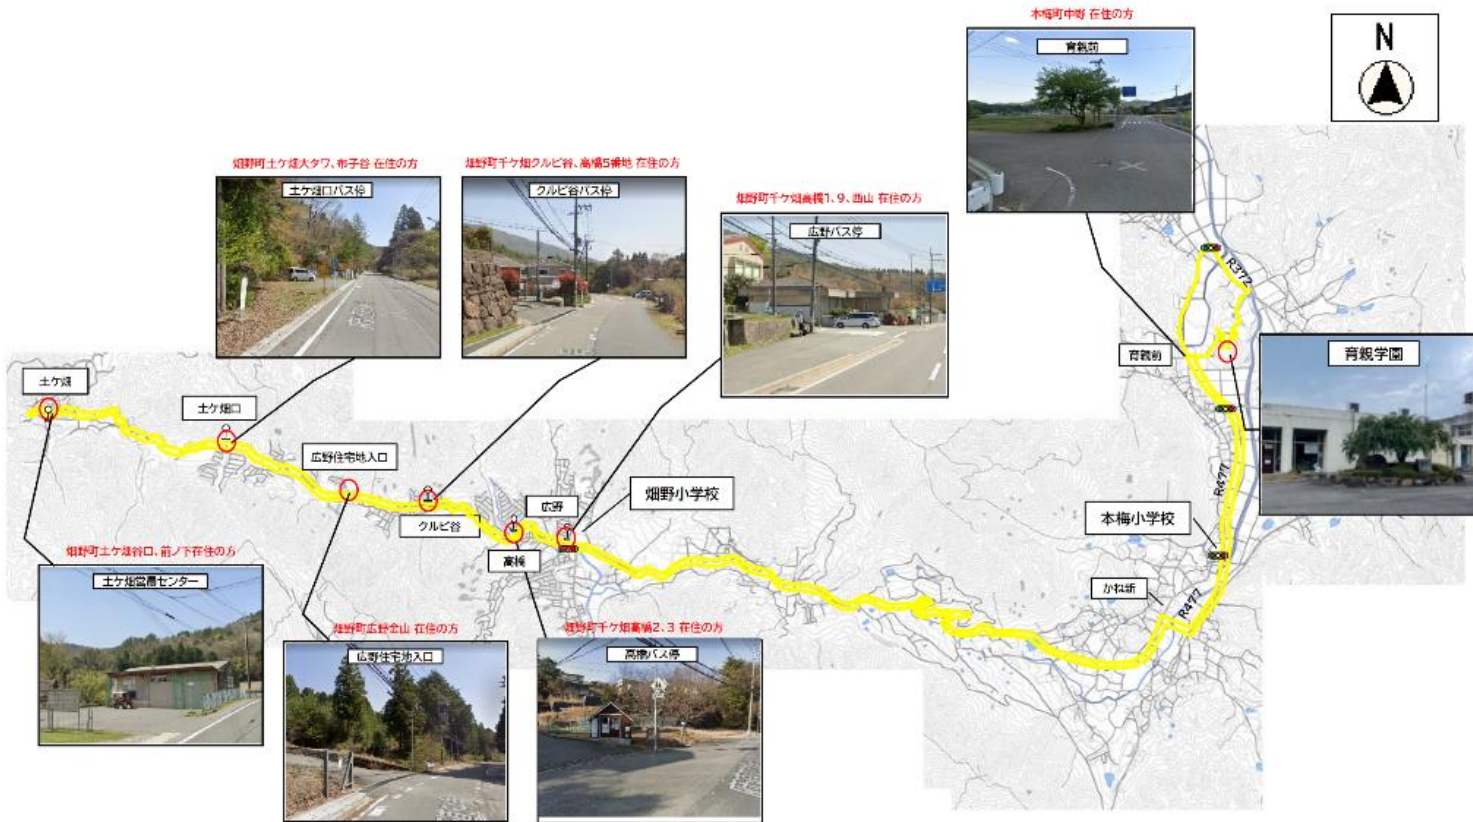 本梅町中野 在住の方
育親前
N
畑野町土ケ畑大タワ、布子谷 在住の方
土ケ畑口バス停
畑野町千ケ畑クルビ谷、高橋5番地 在住の方
クルビ谷バス停
畑野町千ケ畑高橋1、9、西山 在住の方
広野バス停
R372
育親前
育親学園
土ケ畑
土ケ畑口
広野住宅地入口
クルビ谷
高橋
広野
畑野小学校
R477
本梅小学校
かね新
R477
畑野町土ケ畑谷口、前ノ下在住の方
土ケ畑営農センター
畑野町広野金山 在住の方
広野住宅地入口
畑野町千ケ畑高橋2、3 在住の方
高橋バス停